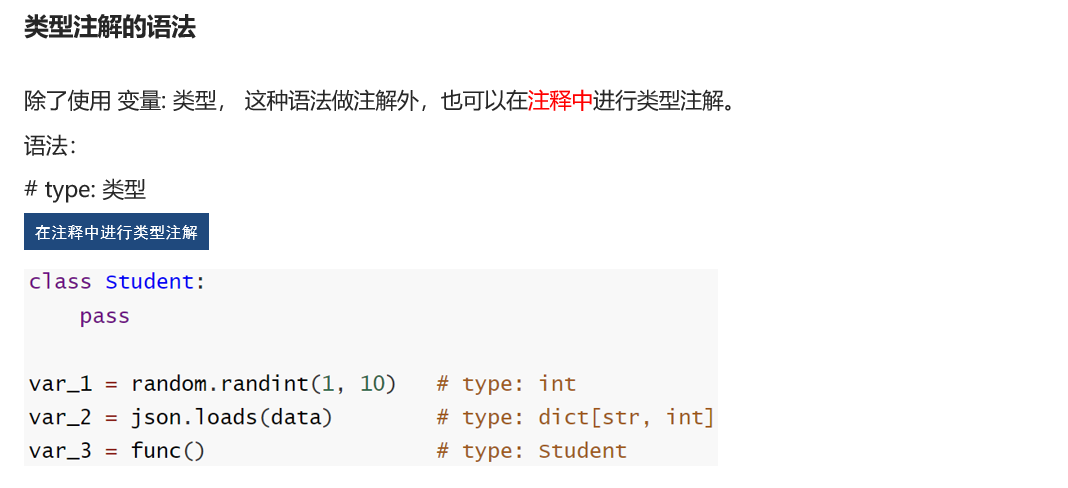 类型注解的语法
除了使用 变量: 类型， 这种语法做注解外，也可以在注释中进行类型注解。
语法：
# type: 类型
在注释中进行类型注解
class Student:
    pass
var_1 = random.randint(1, 10)   # type: int
var_2 = json.loads(data)        # type: dict[str, int]
var_3 = func()                  # type: Student